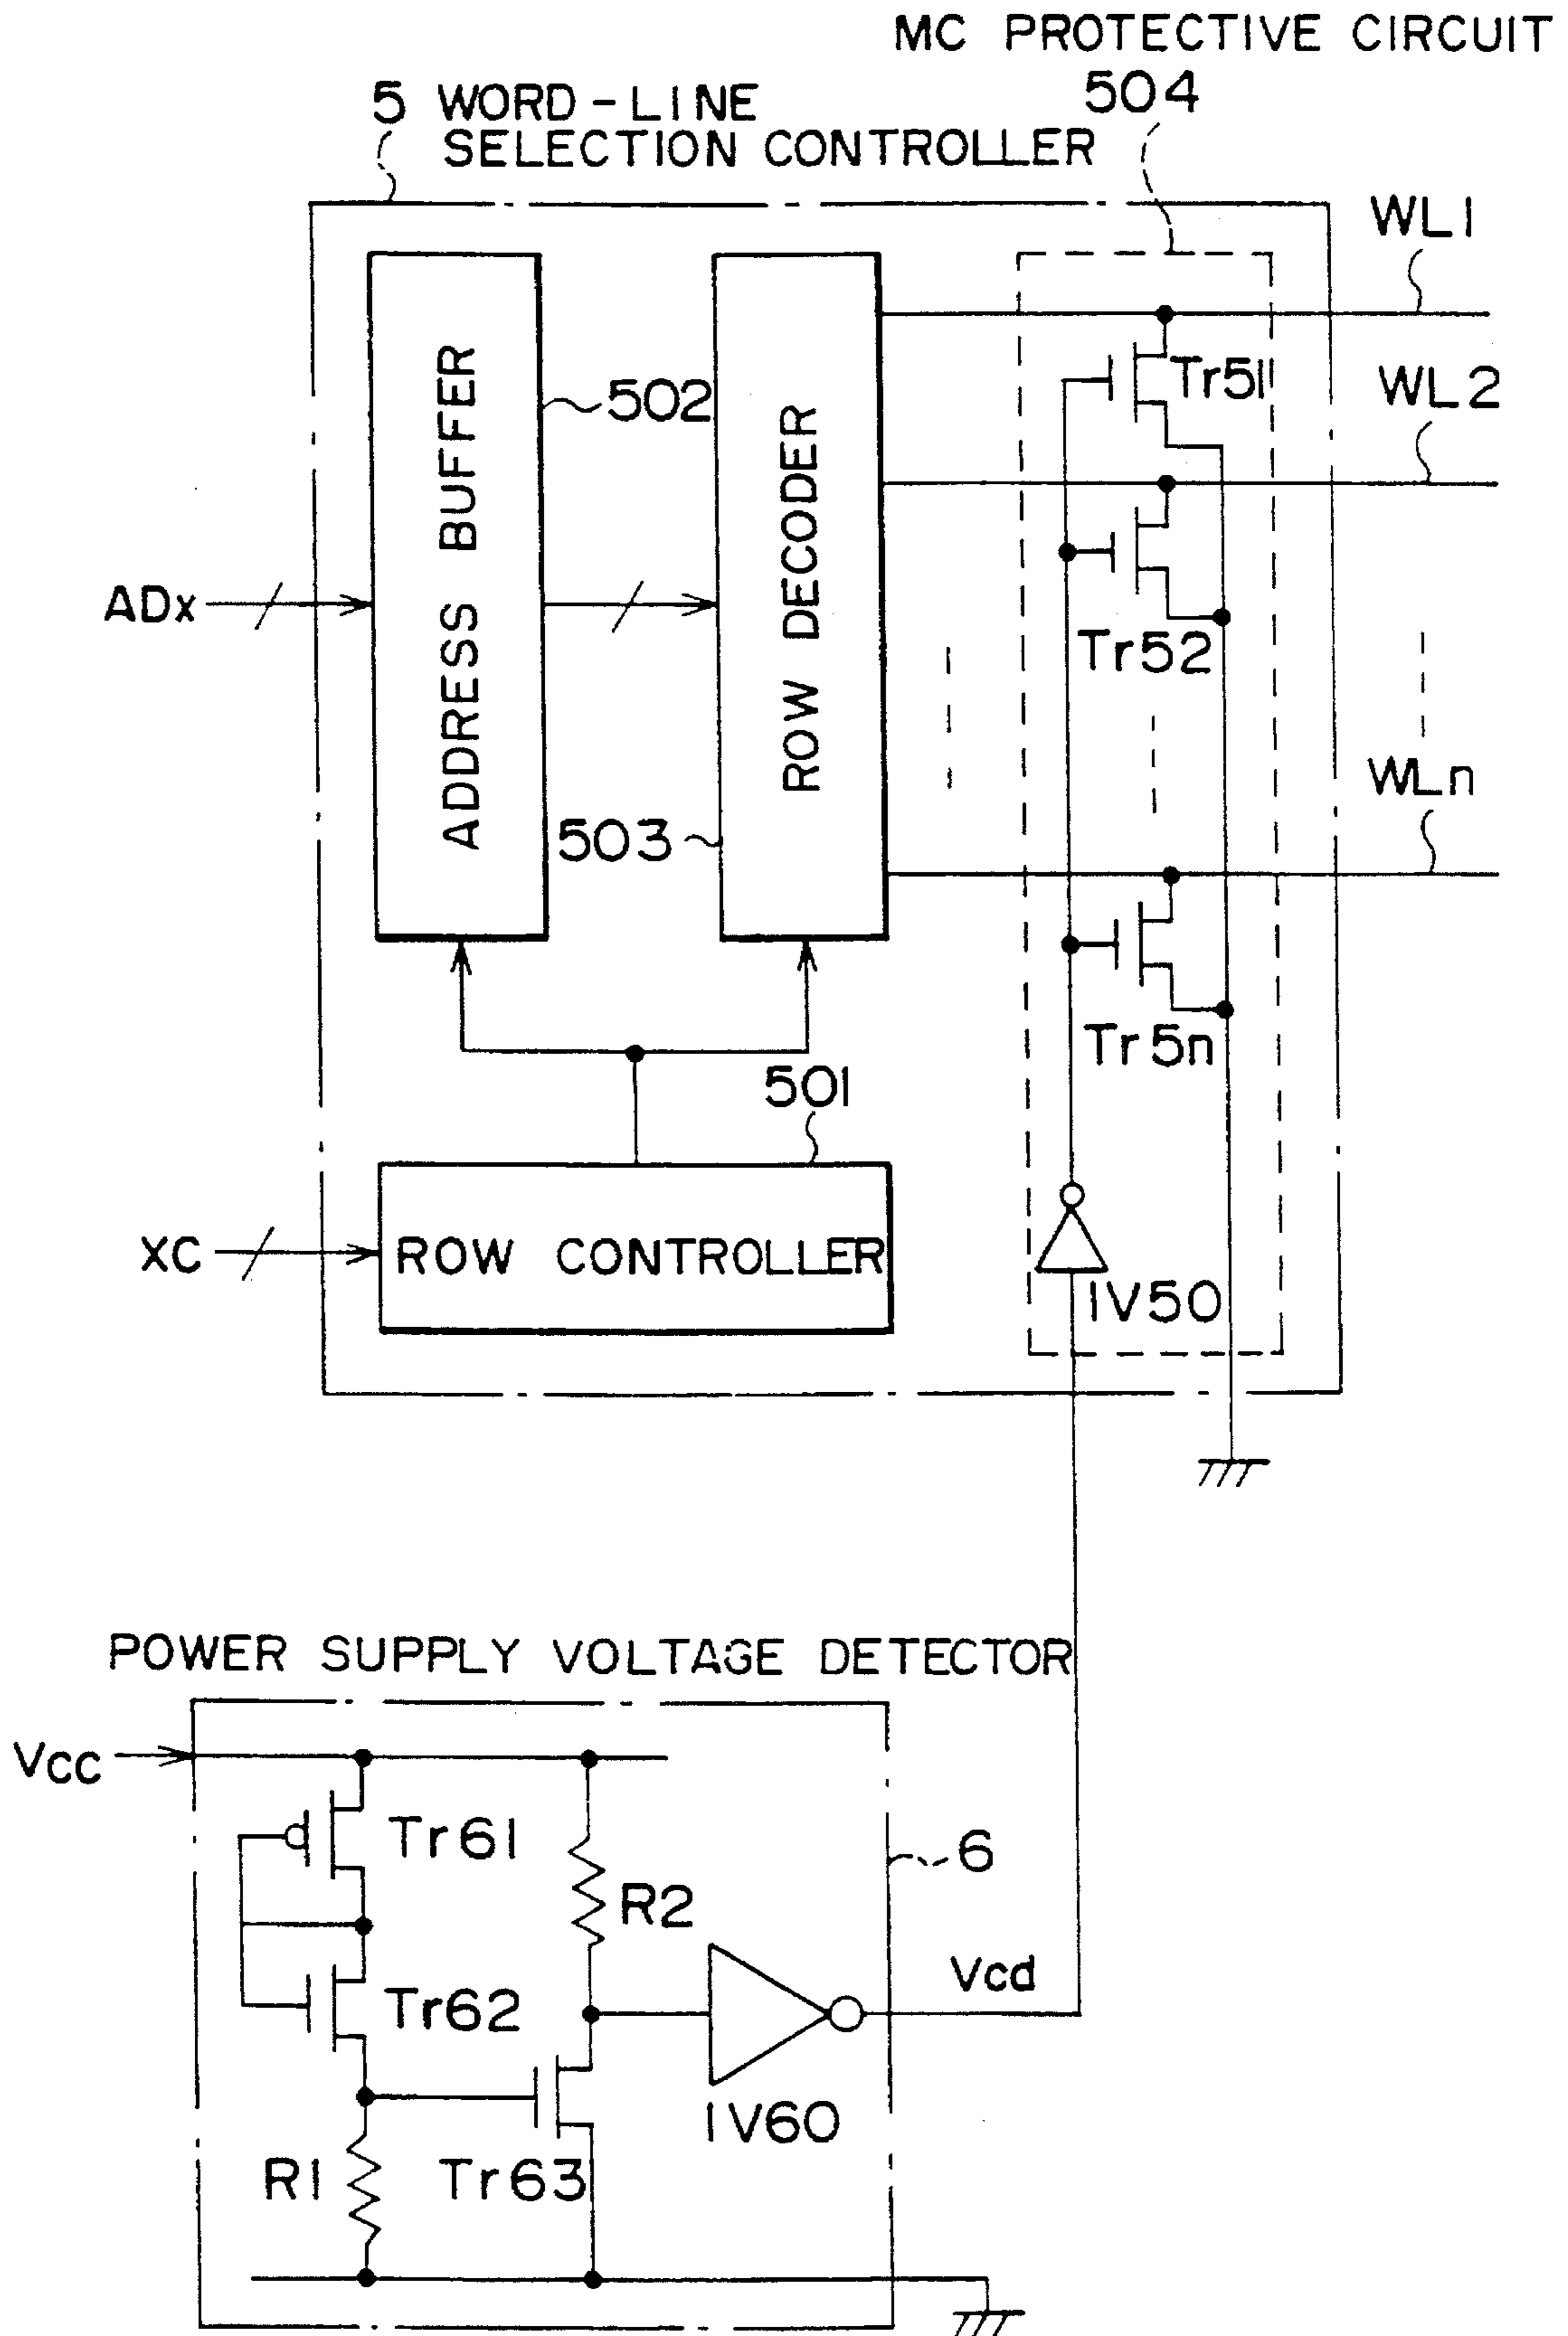 MC PROTECTIVE CIRCUIT
504
5 WORD-LINE
SELECTION CONTROLLER
WL1
Tr51
WL2
502
ADDRESS BUFFER
ROW DECODER
ADx
Tr52
WLn
503
Tr5n
501
XC
ROW CONTROLLER
IV50
POWER SUPPLY VOLTAGE DETECTOR
Vcc
Tr61
6
R2
Vcd
Tr62
IV60
R1
Tr63